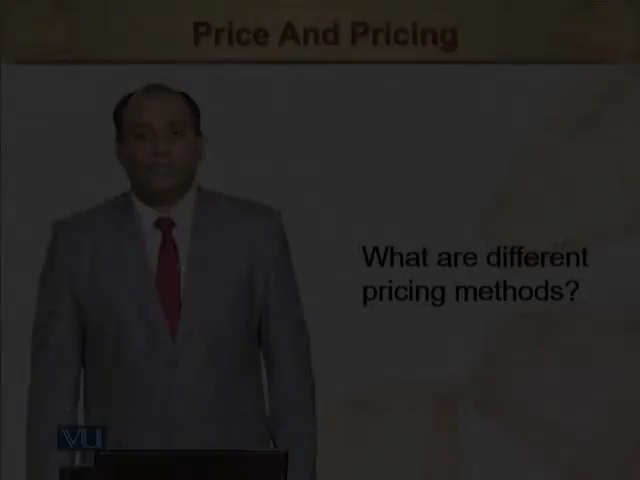 Price And Pricing
What are different
pricing methods?
VU